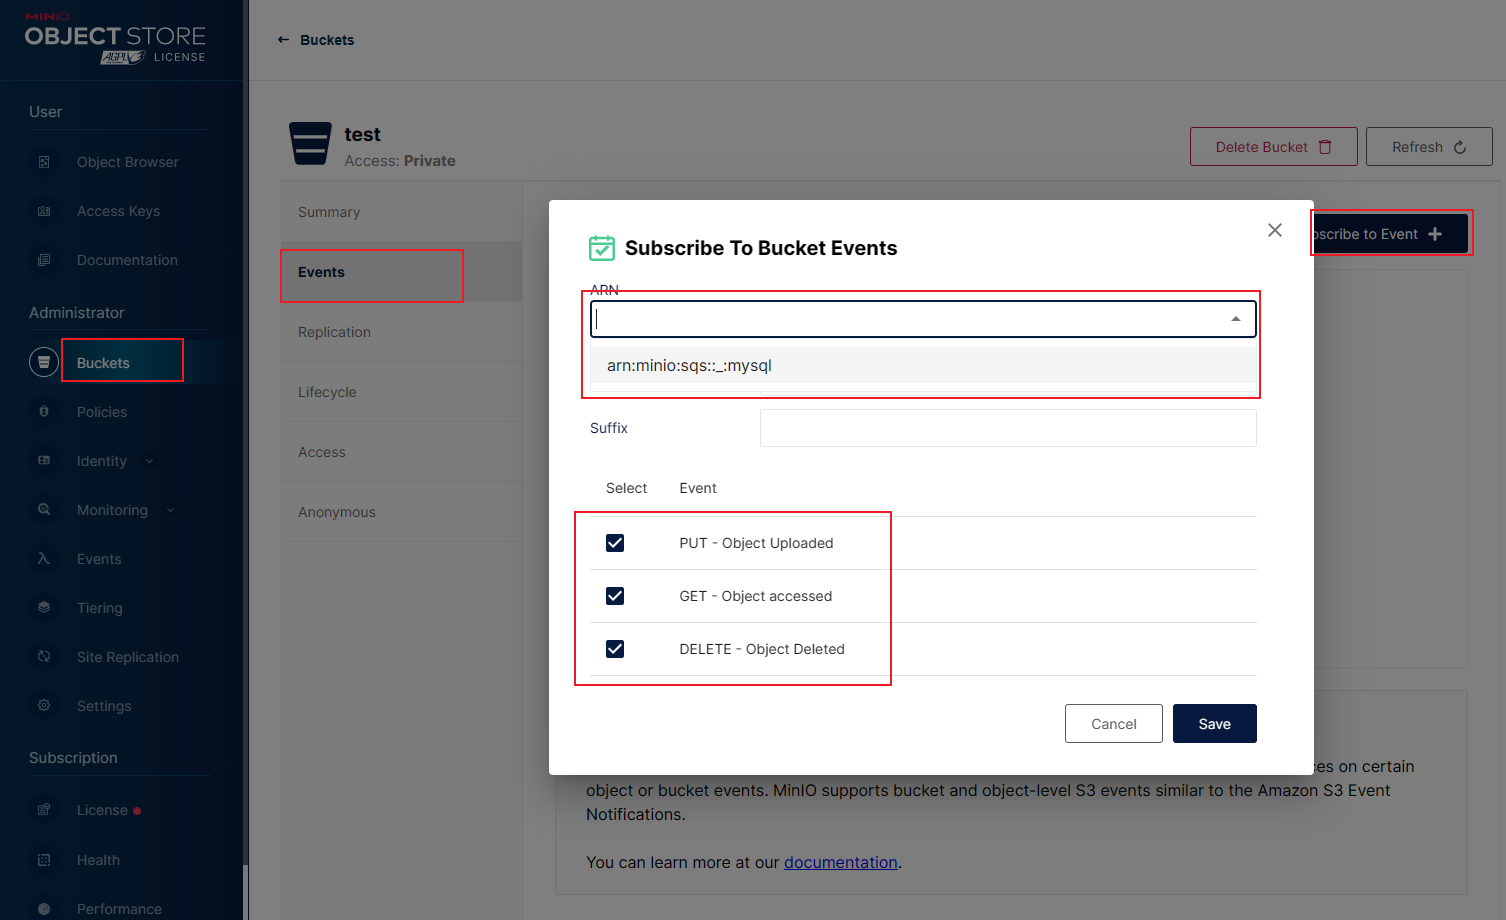 MINIO
OBJECT STORE
AGPLv3 LICENSE
User
Object Browser
Access Keys
Documentation
Administrator
Buckets
Policies
Identity
Monitoring
Events
Tiering
Site Replication
Settings
Subscription
License
Health
Performance
← Buckets
test
Access: Private
Delete Bucket
Refresh
Summary
Events
Replication
Lifecycle
Access
Anonymous
scribe to Event +
Subscribe To Bucket Events
ARN
arn:minio:sqs::_:mysql
Suffix
Select Event
PUT - Object Uploaded
GET - Object accessed
DELETE - Object Deleted
Cancel
Save
es on certain
object or bucket events. MinIO supports bucket and object-level S3 events similar to the Amazon S3 Event
Notifications.
You can learn more at our documentation.